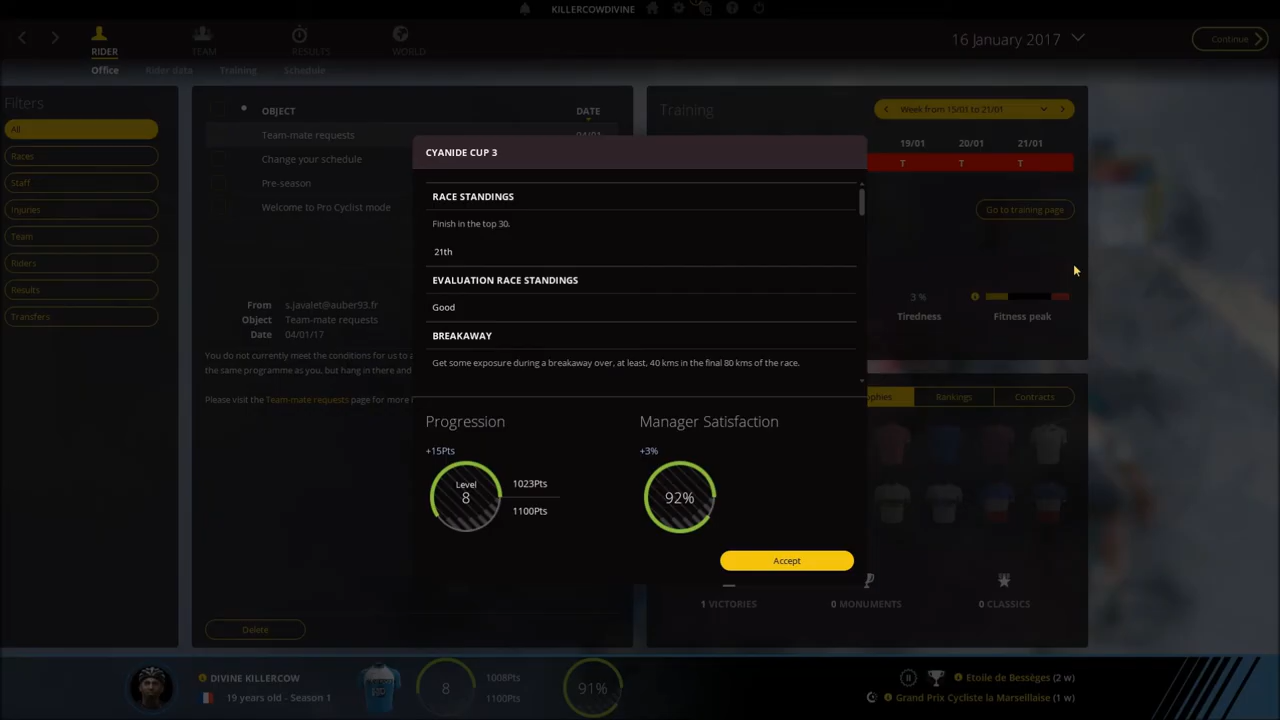 KILLERCOWDIVINE
RIDER
TEAM
RESULTS
WORLD
16 January 2017
Continue
Office
Rider data
Training
Schedule
Filters
All
Races
Staff
Injuries
Team
Riders
Results
Transfers
OBJECT
DATE
Team-mate requests
04/01
Change your schedule
Pre-season
Welcome to Pro Cyclist mode
From s.javalet@auber93.fr
Object Team-mate requests
Date 04/01/17
You do not currently meet the conditions for us to a
the same programme as you, but hang in there and
Please visit the Team-mate requests page for more
Delete
Training
Week from 15/01 to 21/01
19/01 20/01 21/01
T T T
Go to training page
3 %
Tiredness
Fitness peak
CYANIDE CUP 3
RACE STANDINGS
Finish in the top 30.
21th
EVALUATION RACE STANDINGS
Good
BREAKAWAY
Get some exposure during a breakaway over, at least, 40 kms in the final 80 kms of the race.
Progression
+15Pts
Level
8
1023Pts
1100Pts
Manager Satisfaction
+3%
92%
Accept
phies
Rankings
Contracts
1 VICTORIES
0 MONUMENTS
0 CLASSICS
DIVINE KILLERCOW
19 years old - Season 1
8
1008Pts
1100Pts
91%
Etoile de Bessèges (2 w)
Grand Prix Cycliste la Marseillaise (1 w)